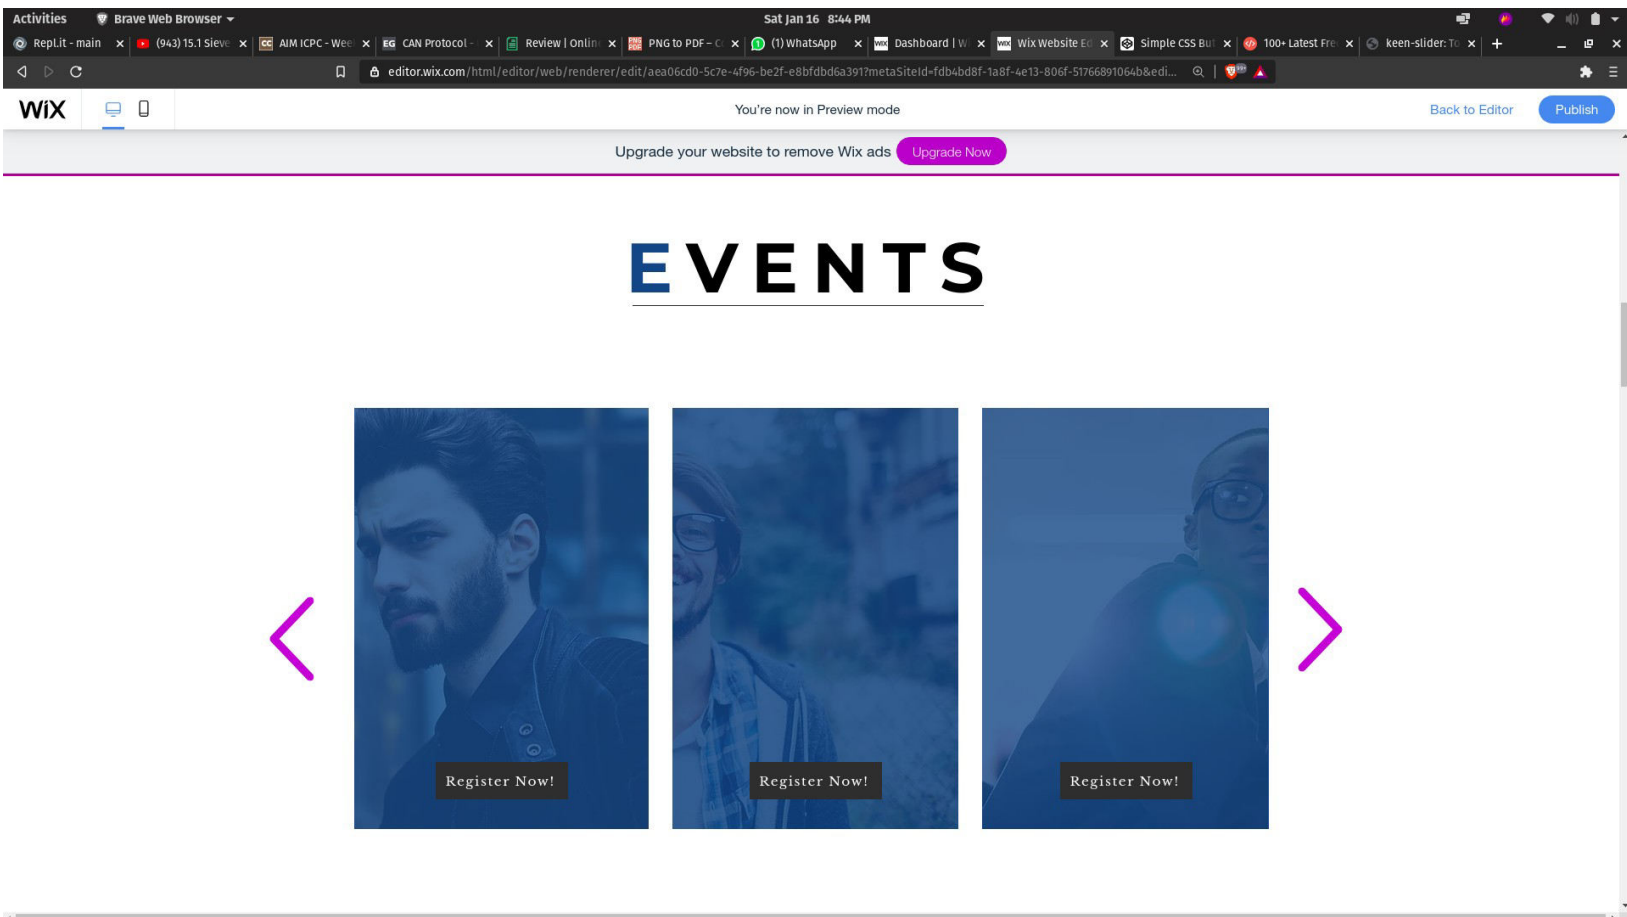 Activities Brave Web Browser Sat Jan 16 8:44 PM
Repl.it - main (943) 15.1 Sieve AIM ICPC - Wee CAN Protocol - Review | Onlin PNG to PDF – C (1) WhatsApp Dashboard | W Wix Website Ed Simple CSS But 100+ Latest Fre keen-slider: To
editor.wix.com/html/editor/web/renderer/edit/aea06cd0-5c7e-4f96-be2f-e8bfdbd6a391?metaSiteId=fdb4bd8f-1a8f-4e13-806f-51766891064b&edi...
WiX You're now in Preview mode Back to Editor Publish
Upgrade your website to remove Wix ads Upgrade Now
EVENTS
Register Now! Register Now! Register Now!